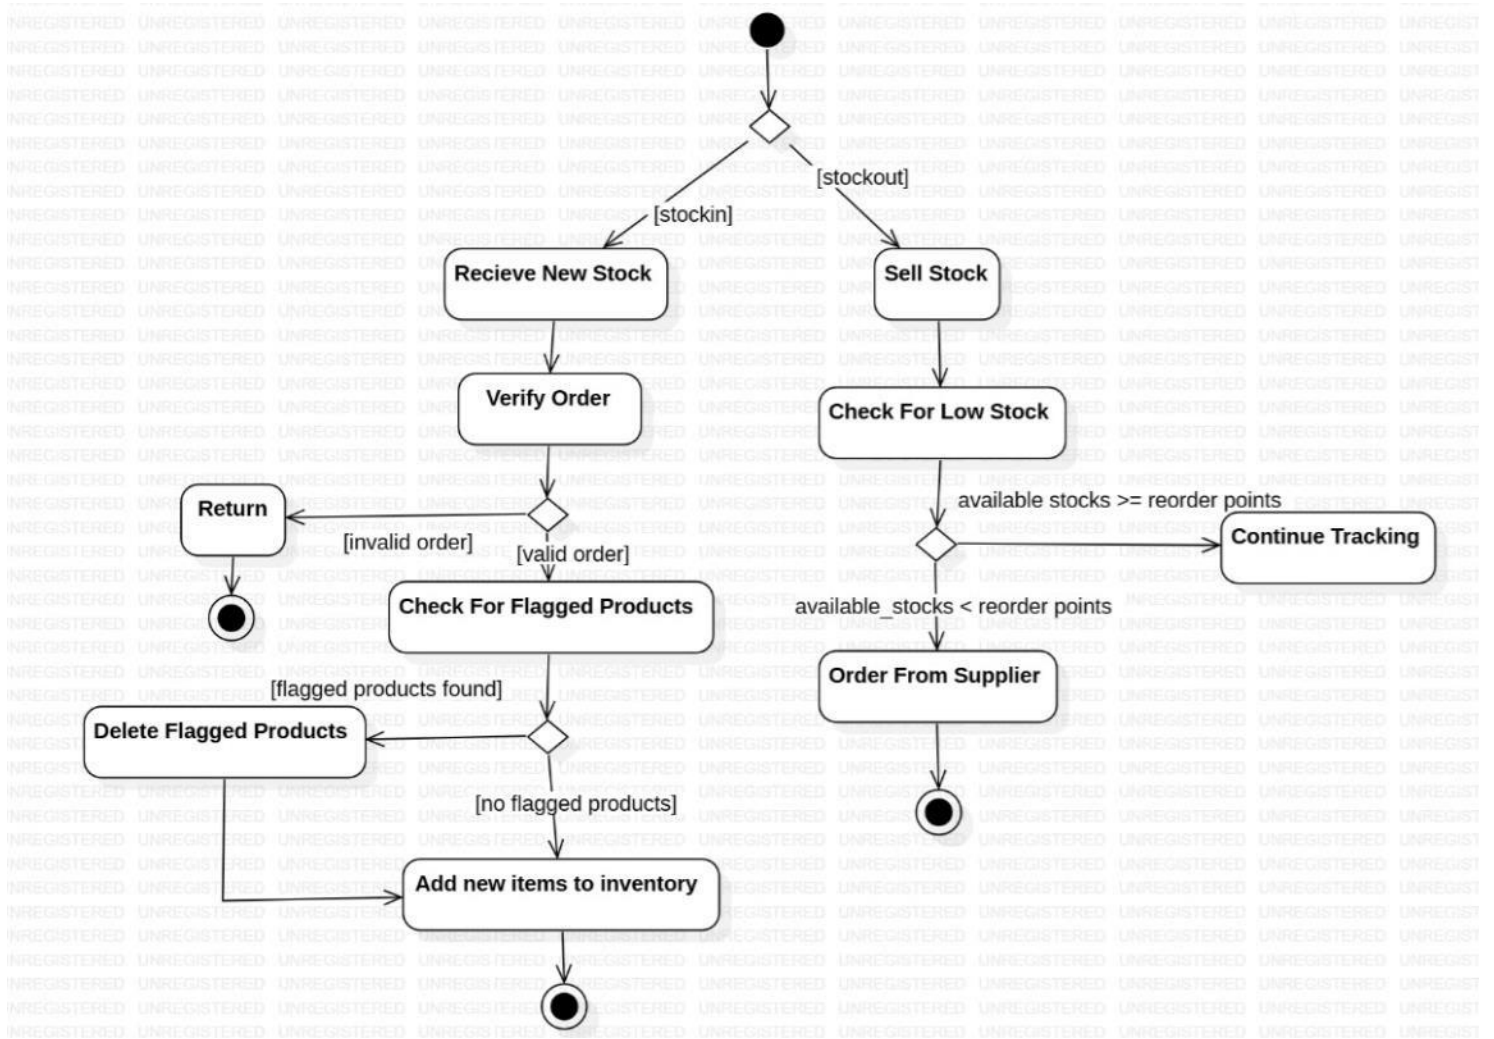 [stockout]
[stockin]
Recieve New Stock
Sell Stock
Verify Order
Check For Low Stock
Return
available stocks >= reorder points
[invalid order]
[valid order]
Continue Tracking
Check For Flagged Products
available_stocks < reorder points
Order From Supplier
[flagged products found]
Delete Flagged Products
[no flagged products]
Add new items to inventory
UNREGISTERED